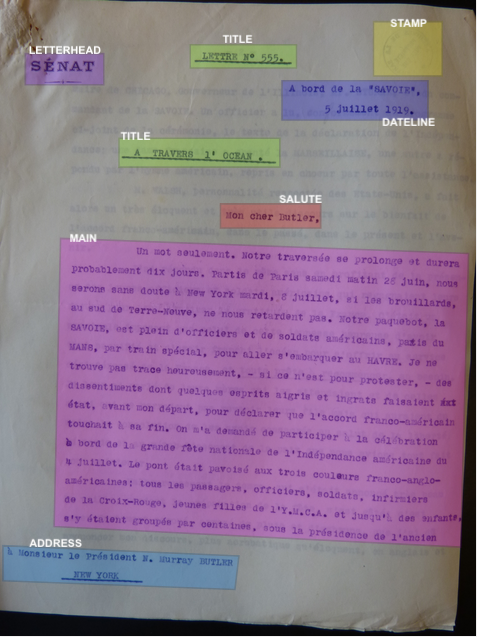 STAMP
TITLE
LETTERHEAD
LETTRE N° 555.
SÉNAT
A bord de la "SAVOIE",
5 juillet 1919.
DATELINE
TITLE
A TRAVERS l'OCEAN.
SALUTE
Mon cher Butler,
MAIN
Un mot seulement. Notre traversée se prolonge et durera
probablement dix jours. Partis de Paris samedi matin 28 juin, nous
serons sans doute à New York mardi, 8 juillet, si les brouillards,
au sud de Terre-Neuve, ne nous retardent pas. Notre paquebot, la
SAVOIE, est plein d'officiers et de soldats américains, partis du
MANS, par train spécial, pour aller s'embarquer au HAVRE. Je ne
trouve pas trace heureusement, - si ce n'est pour protester, - des
dissentiments dont quelques esprits aigris et ingrats faisaient
état, avant mon départ, pour déclarer que l'accord franco-américain
touchait à sa fin. On m'a demandé de participer à la célébration
à bord de la grande fête nationale de l'Indépendance américaine du
4 juillet. Le pont était pavoisé aux trois couleurs franco-anglo-
américaines; tous les passagers, officiers, soldats, infirmiers
de la Croix-Rouge, jeunes filles de l'Y.M.C.A. et jusqu'à des enfants,
s'y étaient groupés par centaines, sous la présidence de l'ancien
ADDRESS
à Monsieur le Président N. Murray BUTLER
NEW YORK